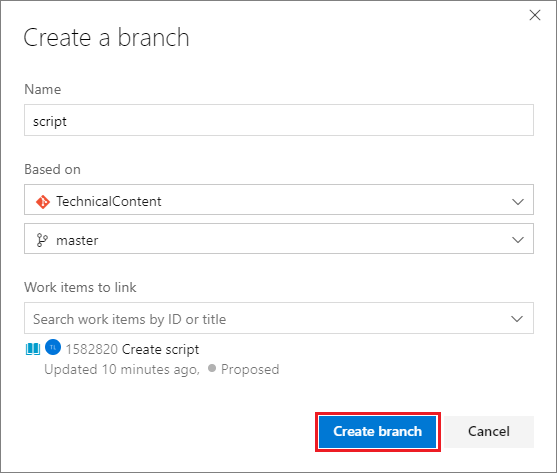 Create a branch
Name
script
Based on
TechnicalContent
master
Work items to link
Search work items by ID or title
TL 1582820 Create script
Updated 10 minutes ago, Proposed
Create branch Cancel